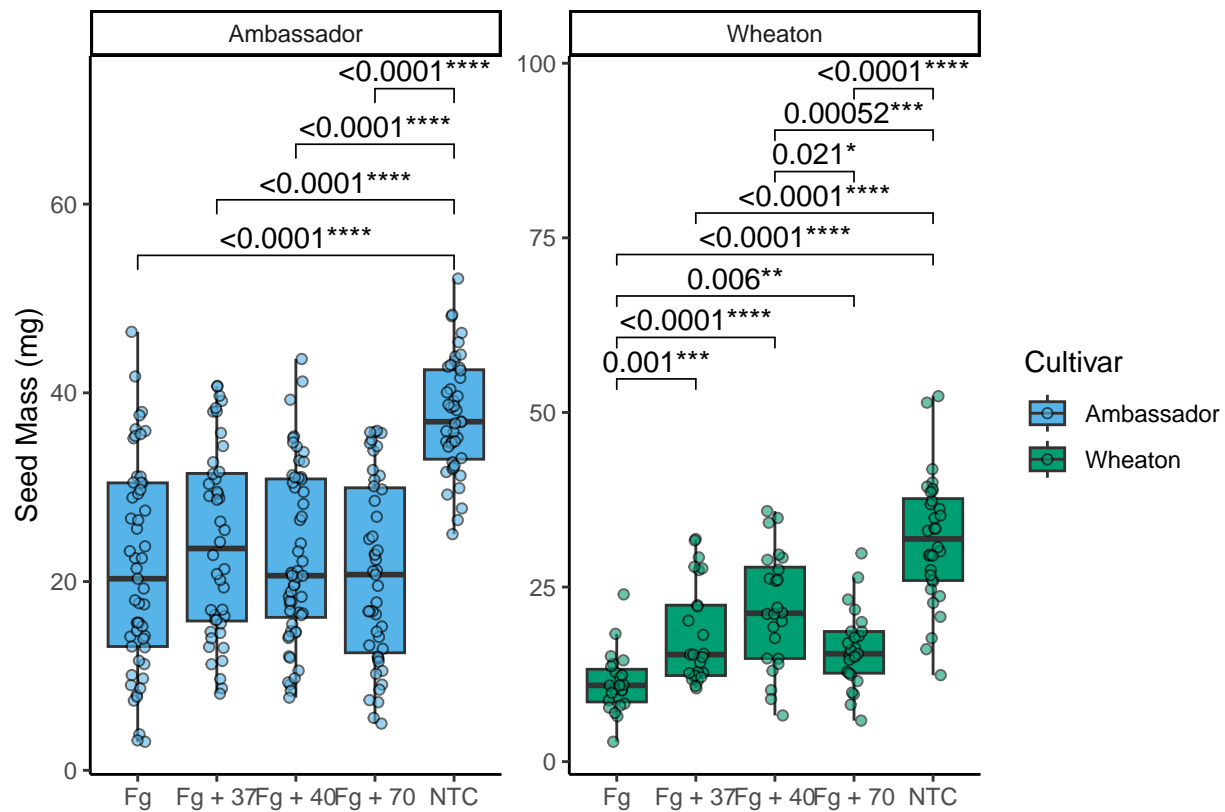 Ambassador
Wheaton
Seed Mass (mg)
60
40
20
0
<0.0001****
<0.0001****
<0.0001****
<0.0001****
Fg
Fg + 37
Fg + 40
Fg + 70
NTC
100
75
50
25
0
<0.0001****
0.00052***
0.021*
<0.0001****
<0.0001****
0.006**
<0.0001****
0.001***
Fg
Fg + 37
Fg + 40
Fg + 70
NTC
Cultivar
Ambassador
Wheaton